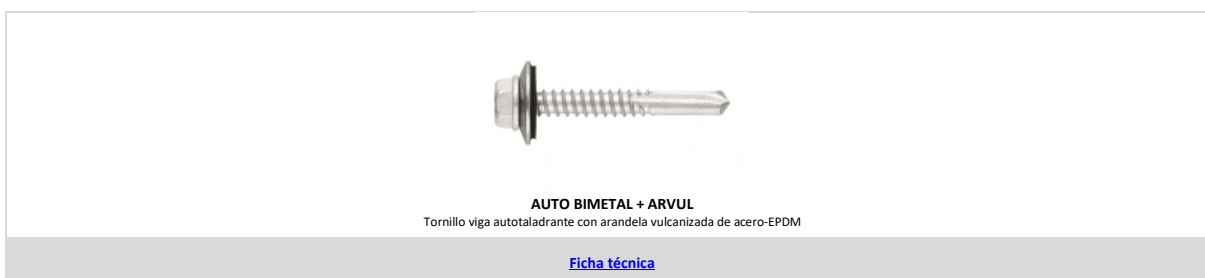 AUTO BIMETAL + ARVUL
Tornillo viga autotaladrante con arandela vulcanizada de acero-EPDM
Ficha técnica